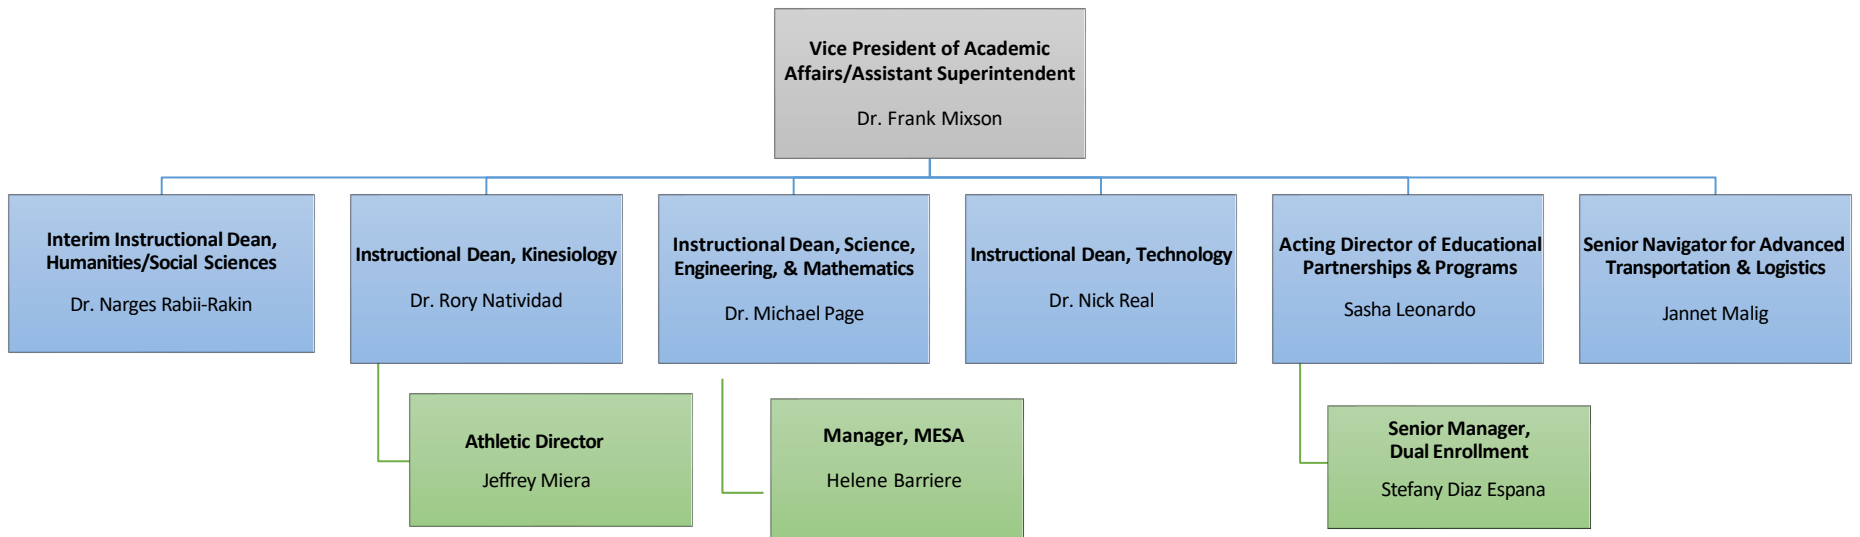 Vice President of Academic
Affairs/Assistant Superintendent
Dr. Frank Mixson
Interim Instructional Dean,
Humanities/Social Sciences
Dr. Narges Rabii-Rakin
Instructional Dean, Kinesiology
Dr. Rory Natividad
Instructional Dean, Science,
Engineering, & Mathematics
Dr. Michael Page
Instructional Dean, Technology
Dr. Nick Real
Acting Director of Educational
Partnerships & Programs
Sasha Leonardo
Senior Navigator for Advanced
Transportation & Logistics
Jannet Malig
Athletic Director
Jeffrey Miera
Manager, MESA
Helene Barriere
Senior Manager,
Dual Enrollment
Stefany Diaz Espana